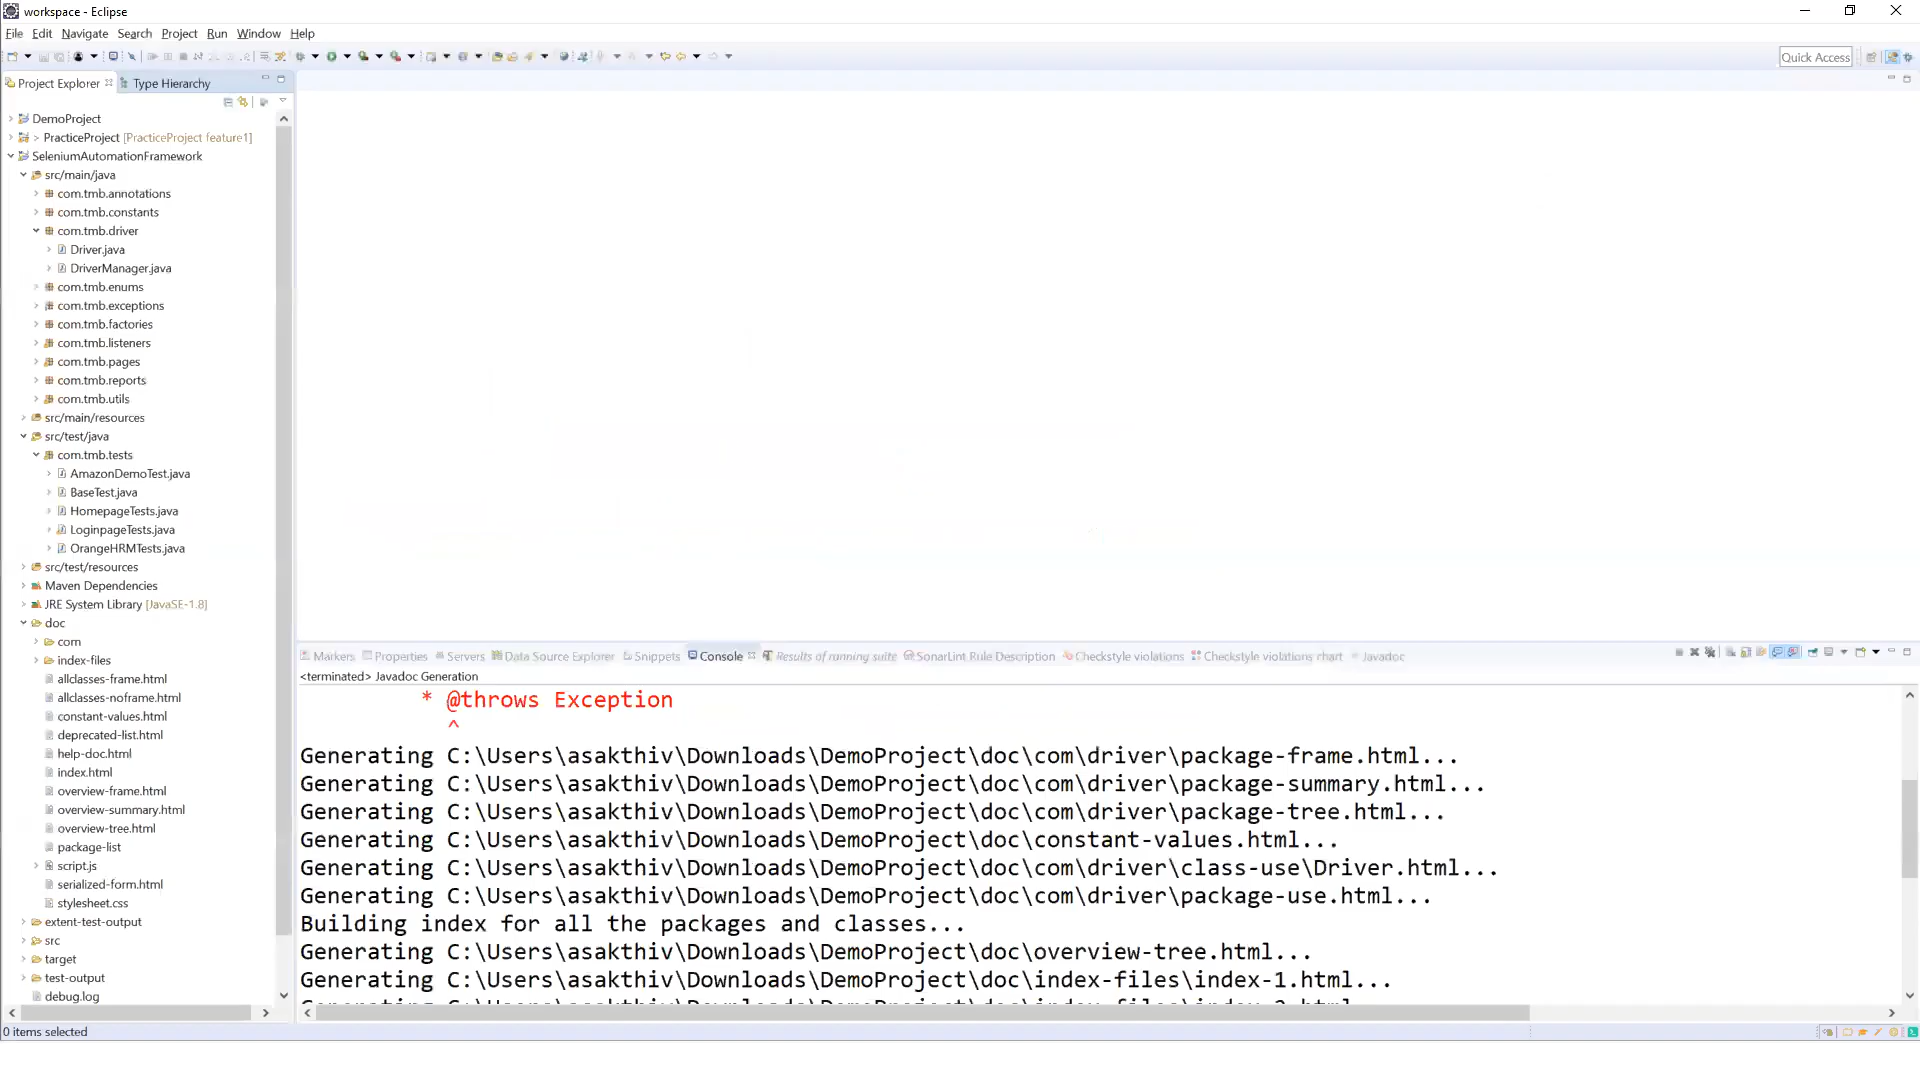 workspace - Eclipse
File Edit Navigate Search Project Run Window Help
Quick Access
Project Explorer Type Hierarchy
DemoProject
> PracticeProject [PracticeProject feature1]
SeleniumAutomationFramework
src/main/java
com.tmb.annotations
com.tmb.constants
com.tmb.driver
Driver.java
DriverManager.java
com.tmb.enums
com.tmb.exceptions
com.tmb.factories
com.tmb.listeners
com.tmb.pages
com.tmb.reports
com.tmb.utils
src/main/resources
src/test/java
com.tmb.tests
AmazonDemoTest.java
BaseTest.java
HomepageTests.java
LoginpageTests.java
OrangeHRMTests.java
src/test/resources
Maven Dependencies
JRE System Library [JavaSE-1.8]
doc
com
index-files
allclasses-frame.html
allclasses-noframe.html
constant-values.html
deprecated-list.html
help-doc.html
index.html
overview-frame.html
overview-summary.html
overview-tree.html
package-list
script.js
serialized-form.html
stylesheet.css
extent-test-output
src
target
test-output
debug.log
0 items selected
Markers Properties Servers Data Source Explorer Snippets Console Results of running suite SonarLint Rule Description Checkstyle violations Checkstyle violations chart Javadoc
<terminated> Javadoc Generation
* @throws Exception
^
Generating C:\Users\asakthiv\Downloads\DemoProject\doc\com\driver\package-frame.html...
Generating C:\Users\asakthiv\Downloads\DemoProject\doc\com\driver\package-summary.html...
Generating C:\Users\asakthiv\Downloads\DemoProject\doc\com\driver\package-tree.html...
Generating C:\Users\asakthiv\Downloads\DemoProject\doc\constant-values.html...
Generating C:\Users\asakthiv\Downloads\DemoProject\doc\com\driver\class-use\Driver.html...
Generating C:\Users\asakthiv\Downloads\DemoProject\doc\com\driver\package-use.html...
Building index for all the packages and classes...
Generating C:\Users\asakthiv\Downloads\DemoProject\doc\overview-tree.html...
Generating C:\Users\asakthiv\Downloads\DemoProject\doc\index-files\index-1.html...